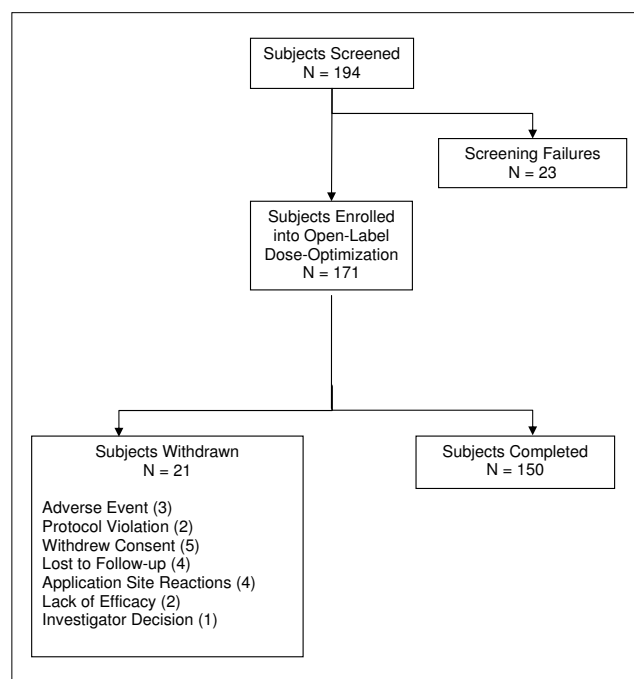 Subjects Screened
N = 194
Screening Failures
N = 23
Subjects Enrolled
into Open-Label
Dose-Optimization
N = 171
Subjects Withdrawn
N = 21
Adverse Event (3)
Protocol Violation (2)
Withdrew Consent (5)
Lost to Follow-up (4)
Application Site Reactions (4)
Lack of Efficacy (2)
Investigator Decision (1)
Subjects Completed
N = 150